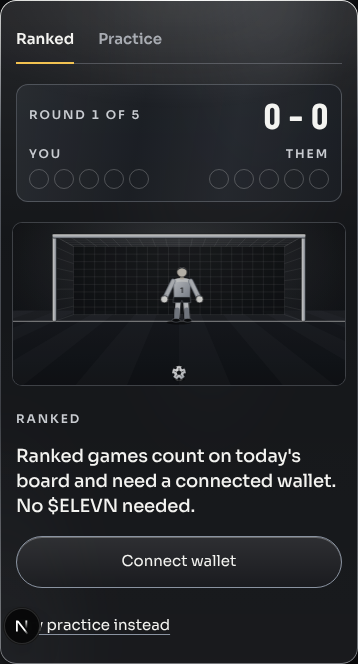 Ranked Practice
ROUND 1 OF 5 0 – 0
YOU THEM
1
RANKED
Ranked games count on today's
board and need a connected wallet.
No $ELEVN needed.
Connect wallet
N practice instead